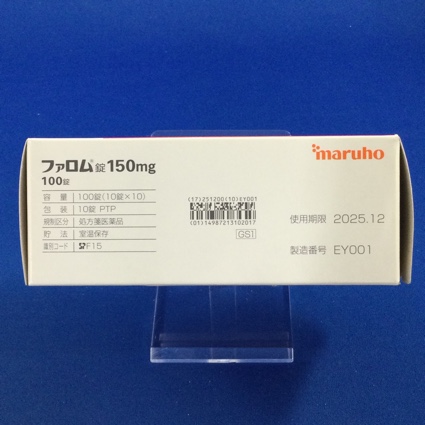 ファロム®錠150mg
100錠
容 量 100錠(10錠×10)
包 装 10錠 PTP
規制区分 処方箋医薬品
貯 法 室温保存
識別コード F15
maruho
(17)251200(10)EY001
(01)14987213102017
GS1
使用期限 2025.12
製造番号 EY001